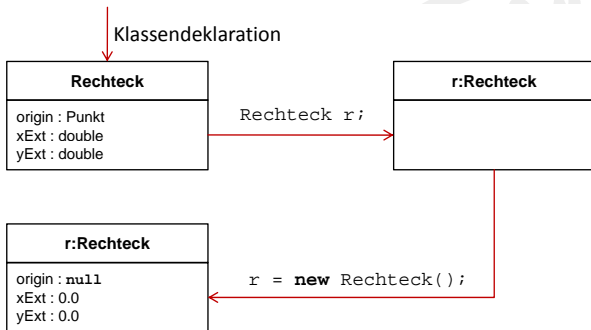 Klassendeklaration
Rechteck
origin : Punkt
xExt : double
yExt : double
Rechteck r;
r:Rechteck
r:Rechteck
origin : null
xExt : 0.0
yExt : 0.0
r = new Rechteck();